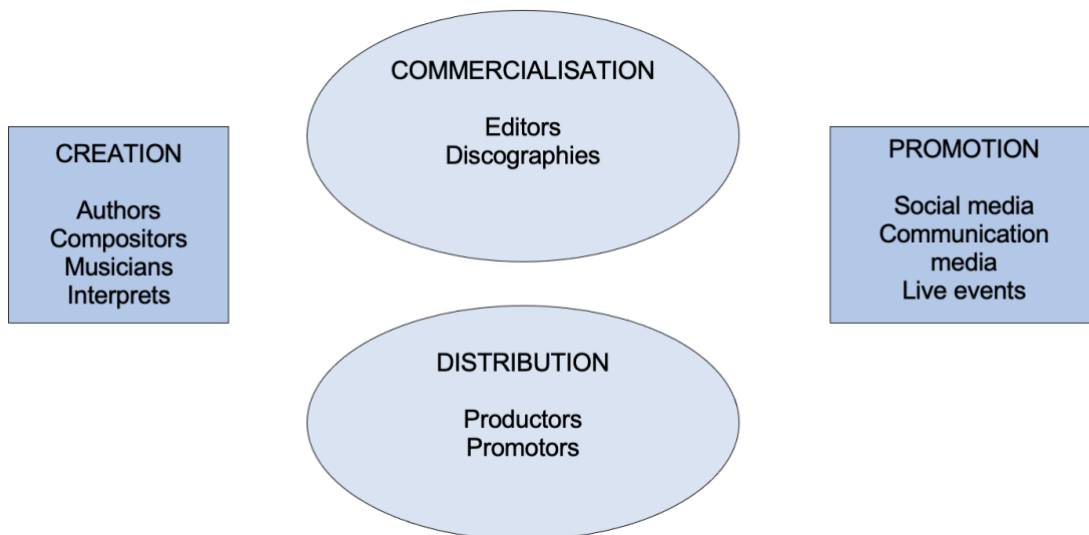 CREATION
Authors
Compositors
Musicians
Interprets
COMMERCIALISATION
Editors
Discographies
DISTRIBUTION
Productors
Promotors
PROMOTION
Social media
Communication
media
Live events